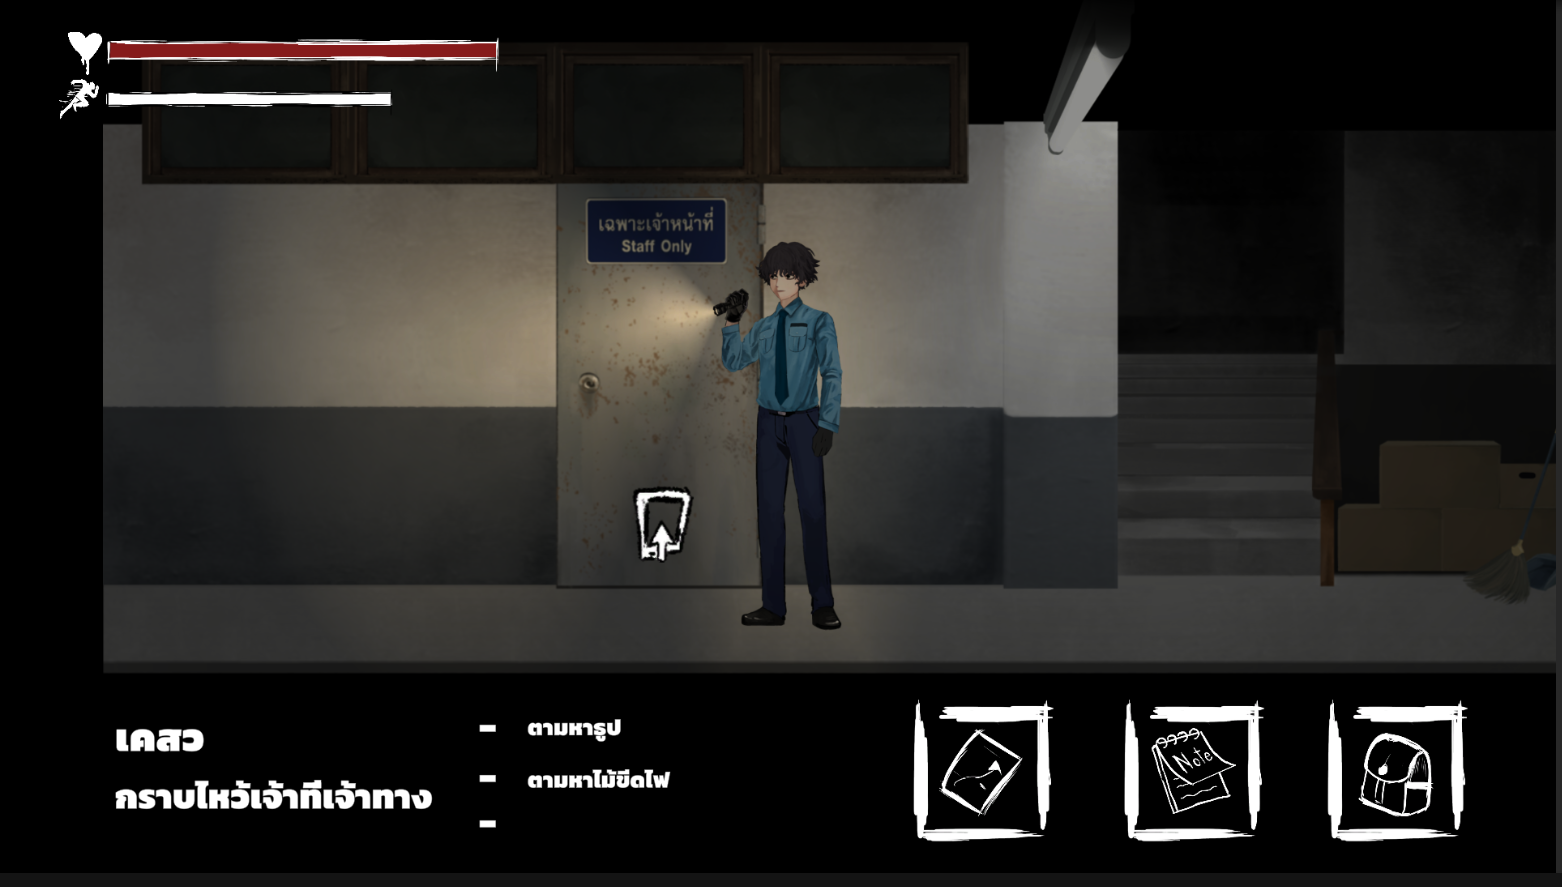 เฉพาะเจ้าหน้าที่
Staff Only
เคสว
กราบไหว้เจ้าทีเจ้าทาง
- ตามหาธูป
- ตามหาไม้ขีดไฟ
-
Note